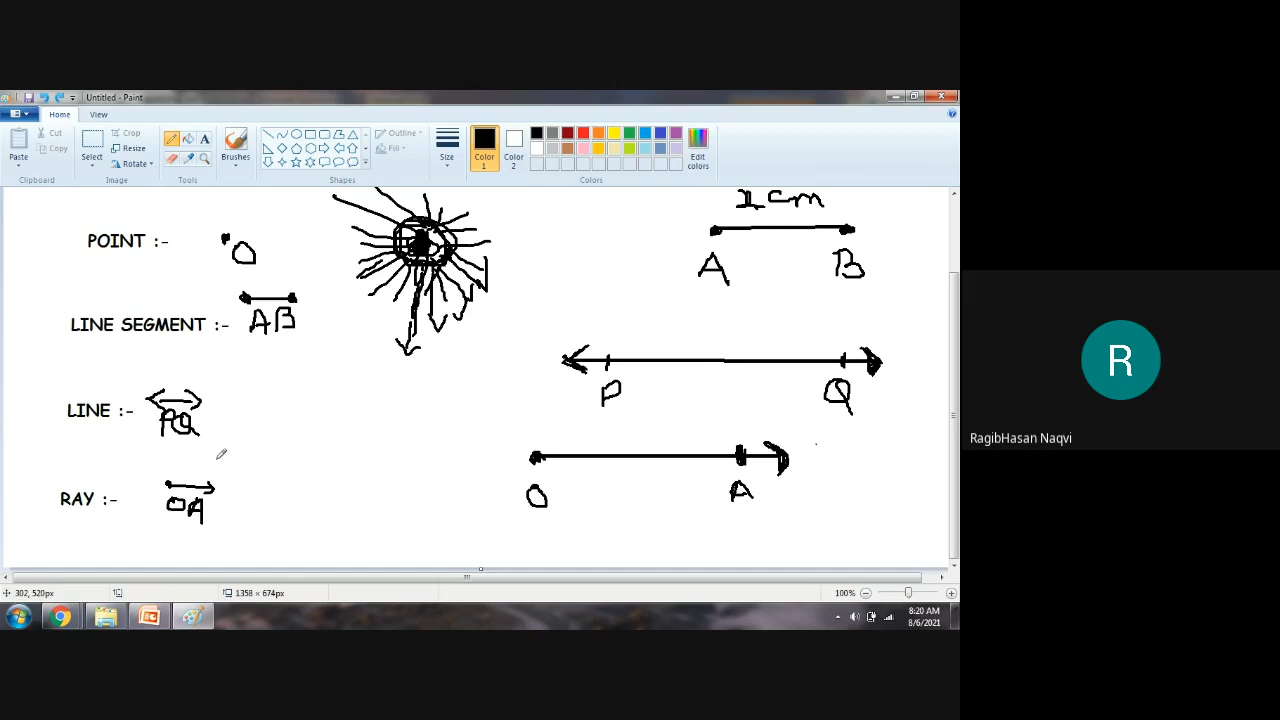 Untitled - Paint
Home View
Paste
Cut
Copy
Clipboard
Select
Crop
Resize
Rotate
Image
A
Tools
Brushes
Shapes
Outline
Fill
Size
Color 1
Color 2
Edit colors
Colors
1 cm
A B
POINT :- O
LINE SEGMENT :- AB
P Q
LINE :- PQ
O A
RAY :- OA
302, 520px
1358 × 674px
100%
8:20 AM
8/6/2021
R
RagibHasan Naqvi